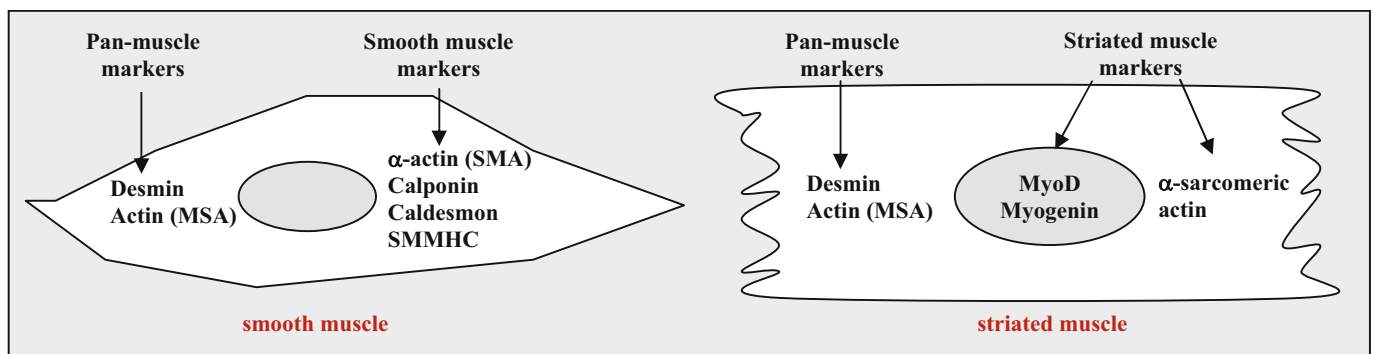 Pan-muscle
markers
Smooth muscle
markers
Desmin
Actin (MSA)
α-actin (SMA)
Calponin
Caldesmon
SMMHC
smooth muscle
Pan-muscle
markers
Striated muscle
markers
Desmin
Actin (MSA)
MyoD
Myogenin
α-sarcomeric
actin
striated muscle